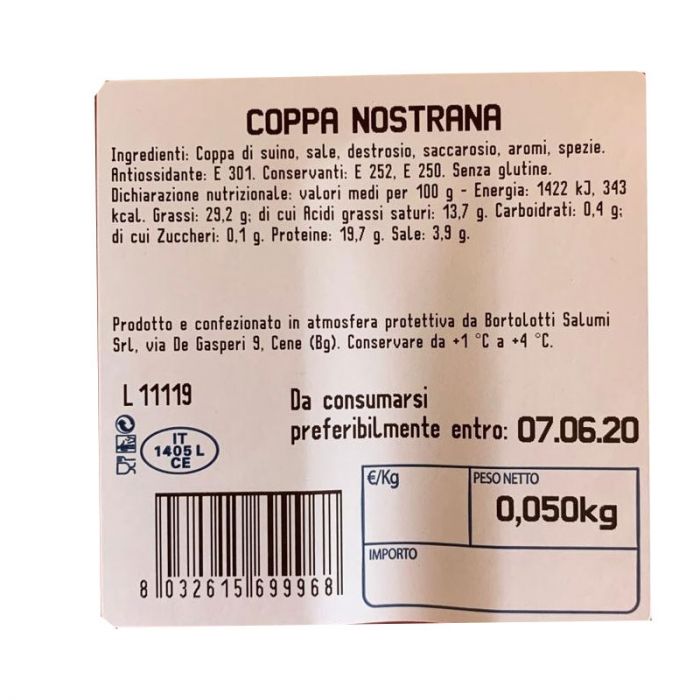 COPPA NOSTRANA
Ingredienti: Coppa di suino, sale, destrosio, saccarosio, aromi, spezie.
Antiossidante: E 301. Conservanti: E 252, E 250. Senza glutine.
Dichiarazione nutrizionale: valori medi per 100 g - Energia: 1422 kJ, 343
kcal. Grassi: 29,2 g; di cui Acidi grassi saturi: 13,7 g. Carboidrati: 0,4 g;
di cui Zuccheri: 0,1 g. Proteine: 19,7 g. Sale: 3,9 g.
Prodotto e confezionato in atmosfera protettiva da Bortolotti Salumi
Srl, via De Gasperi 9, Cene (Bg). Conservare da +1 °C a +4 °C.
L 11119
Da consumarsi
preferibilmente entro: 07.06.20
IT
1405 L
CE
€/Kg
PESO NETTO
0,050kg
IMPORTO
8 032615 699968